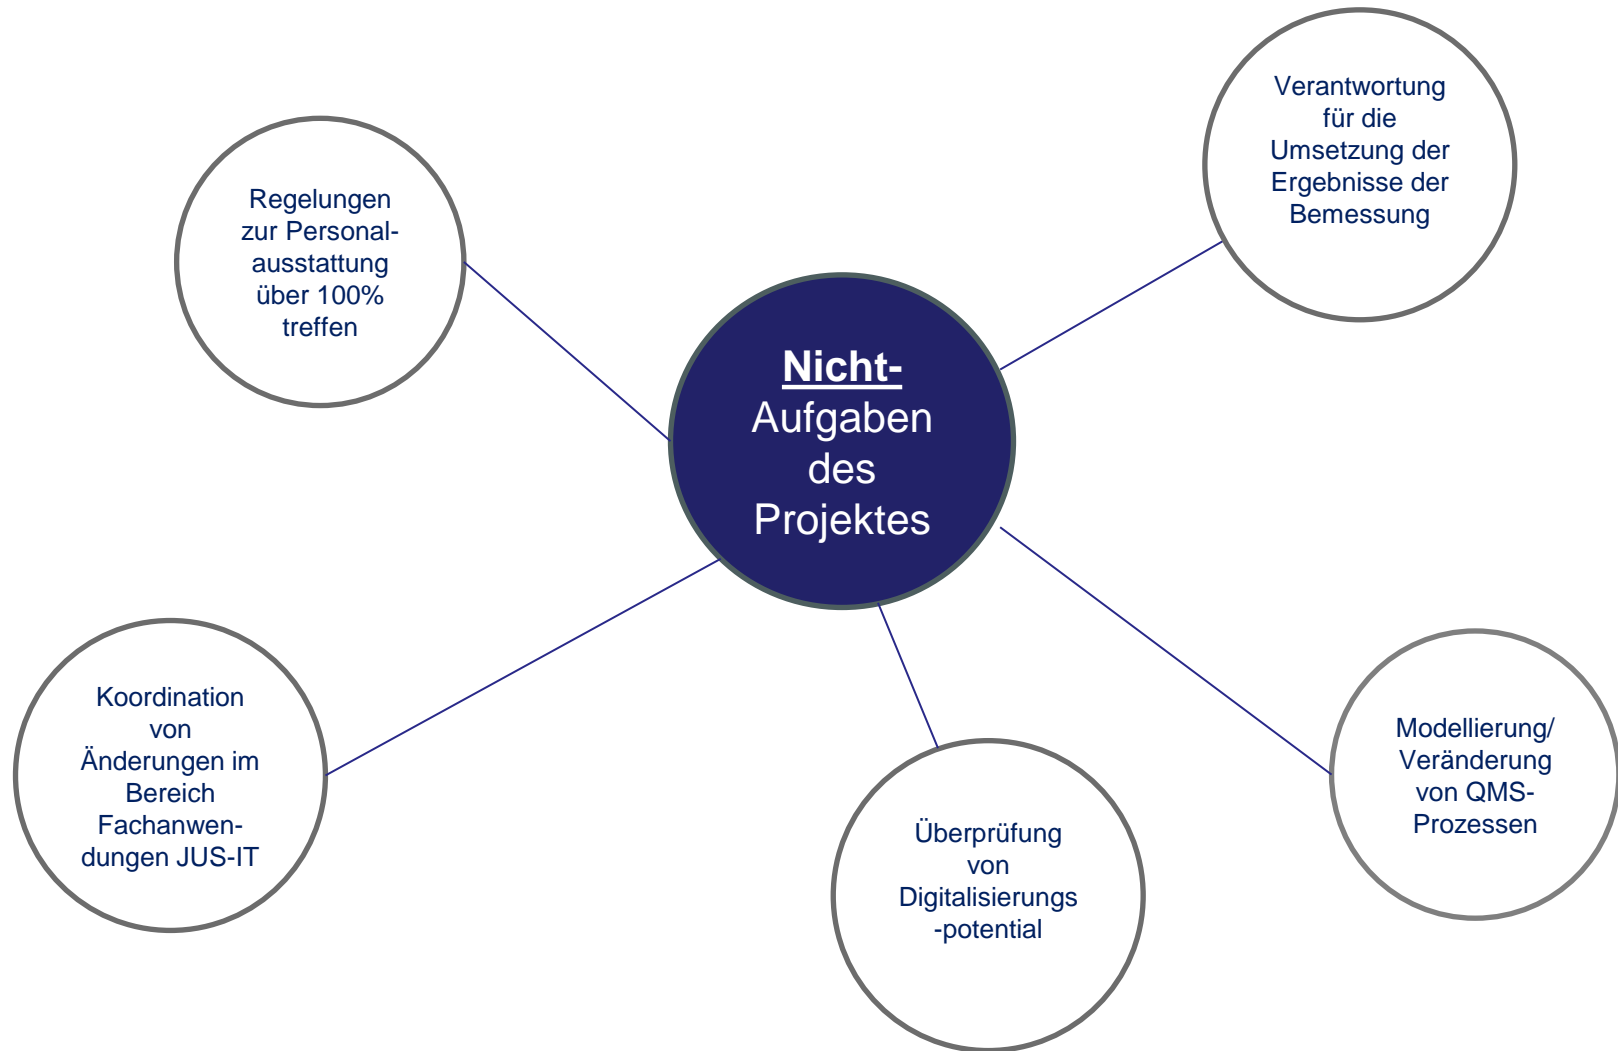 Verantwortung
für die
Umsetzung der
Ergebnisse der
Bemessung
Regelungen
zur Personal-
ausstattung
über 100%
treffen
Nicht-
Aufgaben
des
Projektes
Koordination
von
Änderungen im
Bereich
Fachanwen-
dungen JUS-IT
Überprüfung
von
Digitalisierungs
-potential
Modellierung/
Veränderung
von QMS-
Prozessen